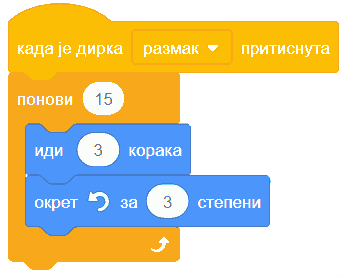 када је дирка размак притиснута
понови 15
иди 3 корака
окрет за 3 степени